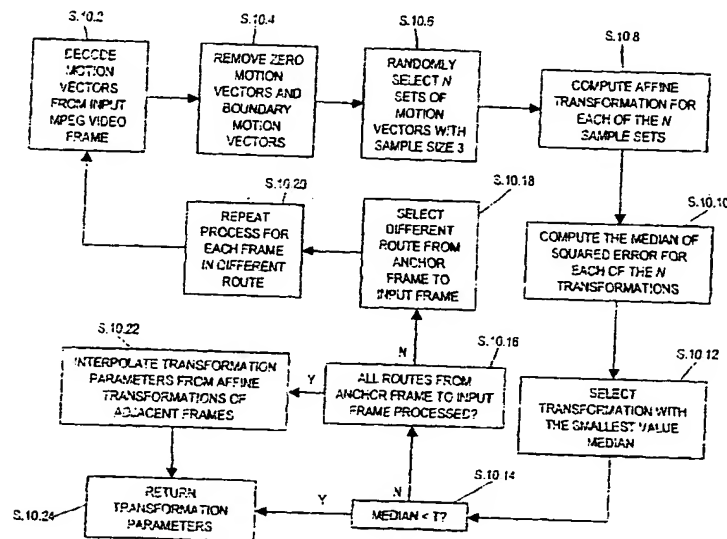 S.10.2
DECODE
MOTION
VECTORS
FROM INPUT
MPEG VIDEO
FRAME
S.10.4
REMOVE ZERO
MOTION
VECTORS AND
BOUNDARY
MOTION
VECTORS
S.10.6
RANDOMLY
SELECT N
SETS OF
MOTION
VECTORS WITH
SAMPLE SIZE 3
S.10.8
COMPUTE AFFINE
TRANSFORMATION FOR
EACH OF THE N
SAMPLE SETS
S.10.20
REPEAT
PROCESS FOR
EACH FRAME
IN DIFFERENT
ROUTE
S.10.18
SELECT
DIFFERENT
ROUTE FROM
ANCHOR
FRAME TO
INPUT FRAME
S.10.10
COMPUTE THE MEDIAN OF
SQUARED ERROR FOR
EACH OF THE N
TRANSFORMATIONS
S.10.22
INTERPOLATE TRANSFORMATION
PARAMETERS FROM AFFINE
TRANSFORMATIONS OF
ADJACENT FRAMES
Y
N
S.10.16
ALL ROUTES FROM
ANCHOR FRAME TO INPUT
FRAME PROCESSED?
S.10.12
SELECT
TRANSFORMATION WITH
THE SMALLEST VALUE
MEDIAN
S.10.24
RETURN
TRANSFORMATION
PARAMETERS
Y
N
S.10.14
MEDIAN < T?